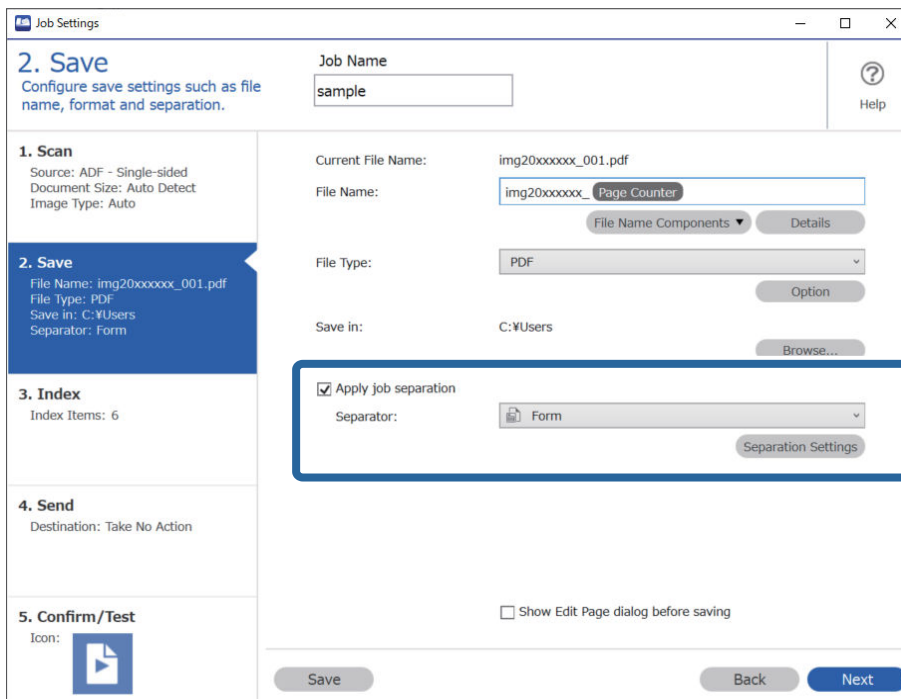 Job Settings
2. Save
Configure save settings such as file
name, format and separation.
Job Name
sample
Help
1. Scan
Source: ADF - Single-sided
Document Size: Auto Detect
Image Type: Auto
2. Save
File Name: img20xxxxxx_001.pdf
File Type: PDF
Save in: C:¥Users
Separator: Form
3. Index
Index Items: 6
4. Send
Destination: Take No Action
5. Confirm/Test
Icon:
Current File Name: img20xxxxxx_001.pdf
File Name: img20xxxxxx_ Page Counter
File Name Components ▼ Details
File Type: PDF
Option
Save in: C:¥Users
Browse...
Apply job separation
Separator: Form
Separation Settings
Show Edit Page dialog before saving
Save Back Next